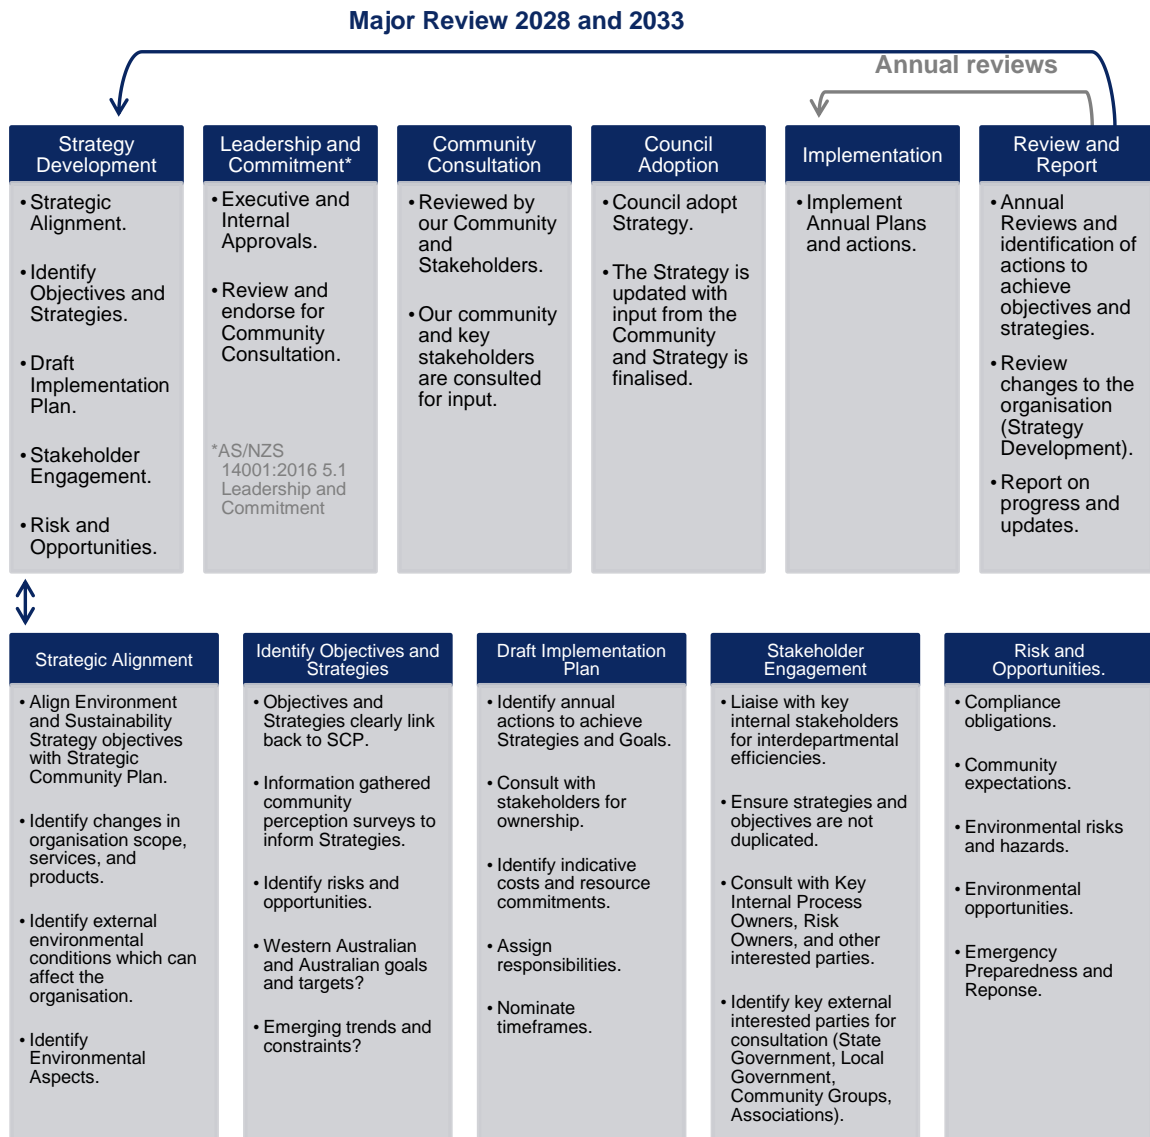 Major Review 2028 and 2033
Annual reviews
Strategy
Development
• Strategic
Alignment.
• Identify
Objectives and
Strategies.
• Draft
Implementation
Plan.
• Stakeholder
Engagement.
• Risk and
Opportunities.
Leadership and
Commitment*
• Executive and
Internal
Approvals.
• Review and
endorse for
Community
Consultation.
*AS/NZS
14001:2016 5.1
Leadership and
Commitment
Community
Consultation
• Reviewed by
our Community
and
Stakeholders.
• Our community
and key
stakeholders
are consulted
for input.
Council
Adoption
• Council adopt
Strategy.
• The Strategy is
updated with
input from the
Community
and Strategy is
finalised.
Implementation
• Implement
Annual Plans
and actions.
Review and
Report
• Annual
Reviews and
identification of
actions to
achieve
objectives and
strategies.
• Review
changes to the
organisation
(Strategy
Development).
• Report on
progress and
updates.
Strategic Alignment
• Align Environment
and Sustainability
Strategy objectives
with Strategic
Community Plan.
• Identify changes in
organisation scope,
services, and
products.
• Identify external
environmental
conditions which can
affect the
organisation.
• Identify
Environmental
Aspects.
Identify Objectives and
Strategies
• Objectives and
Strategies clearly link
back to SCP.
• Information gathered
community
perception surveys to
inform Strategies.
• Identify risks and
opportunities.
• Western Australian
and Australian goals
and targets?
• Emerging trends and
constraints?
Draft Implementation
Plan
• Identify annual
actions to achieve
Strategies and Goals.
• Consult with
stakeholders for
ownership.
• Identify indicative
costs and resource
commitments.
• Assign
responsibilities.
• Nominate
timeframes.
Stakeholder
Engagement
• Liaise with key
internal stakeholders
for interdepartmental
efficiencies.
• Ensure strategies and
objectives are not
duplicated.
• Consult with Key
Internal Process
Owners, Risk
Owners, and other
interested parties.
• Identify key external
interested parties for
consultation (State
Government, Local
Government,
Community Groups,
Associations).
Risk and
Opportunities.
• Compliance
obligations.
• Community
expectations.
• Environmental risks
and hazards.
• Environmental
opportunities.
• Emergency
Preparedness and
Reponse.